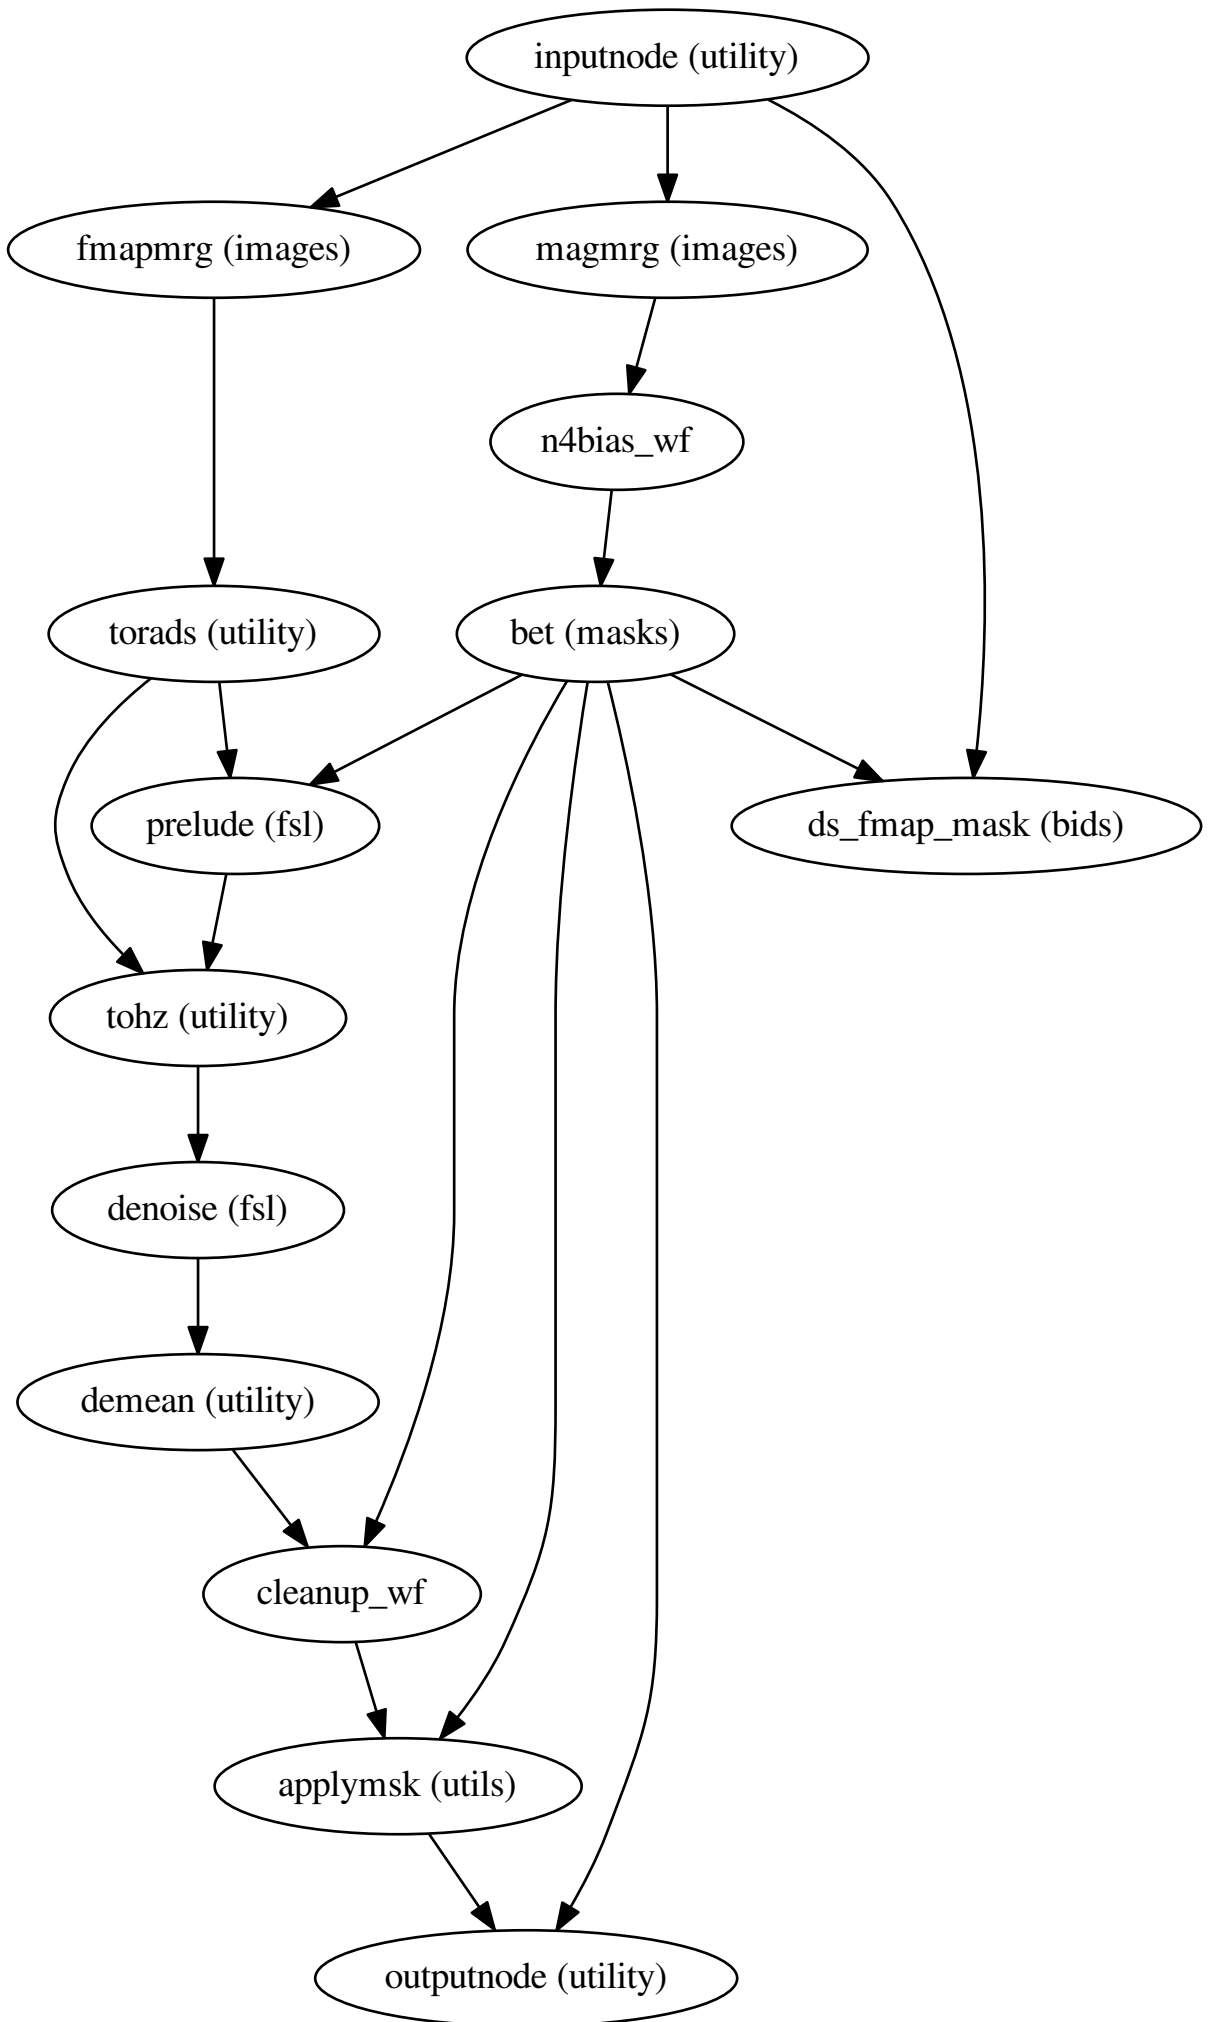 inputnode (utility)
fmapmrg (images)
magmrg (images)
n4bias_wf
torads (utility)
bet (masks)
prelude (fsl)
ds_fmap_mask (bids)
tohz (utility)
denoise (fsl)
demean (utility)
cleanup_wf
applymsk (utils)
outputnode (utility)